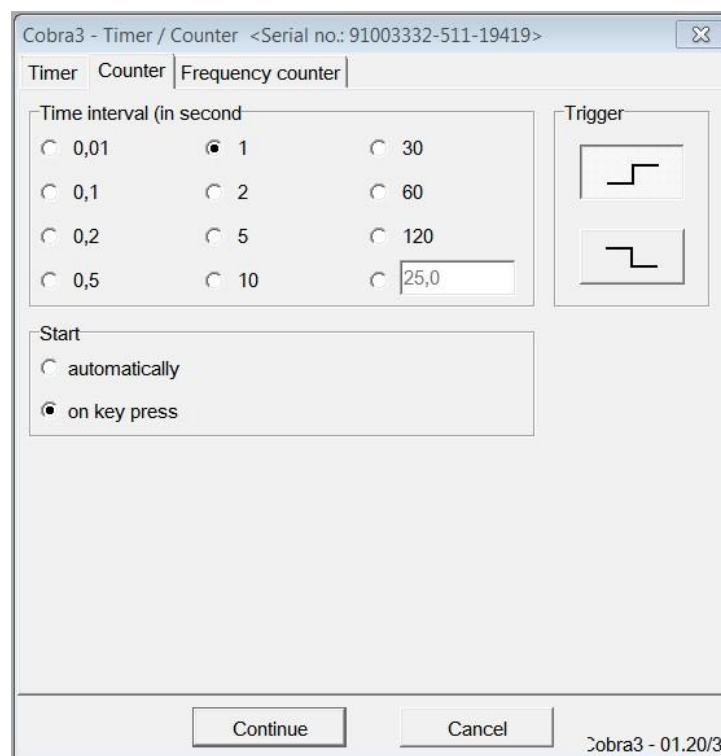 Cobra3 - Timer / Counter <Serial no.: 91003332-511-19419>
Timer Counter Frequency counter
Time interval (in second
Trigger
0,01 1 30
0,1 2 60
0,2 5 120
0,5 10 25,0
Start
automatically
on key press
Continue Cancel
Cobra3 - 01.20/3